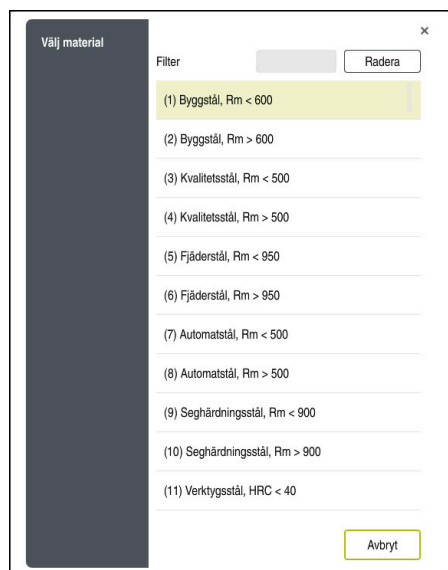 Välj material
×
Filter
Radera
(1) Byggstål, Rm < 600
(2) Byggstål, Rm > 600
(3) Kvalitetsstål, Rm < 500
(4) Kvalitetsstål, Rm > 500
(5) Fjäderstål, Rm < 950
(6) Fjäderstål, Rm > 950
(7) Automatstål, Rm < 500
(8) Automatstål, Rm > 500
(9) Seghärdningsstål, Rm < 900
(10) Seghärdningsstål, Rm > 900
(11) Verktygsstål, HRC < 40
Avbryt